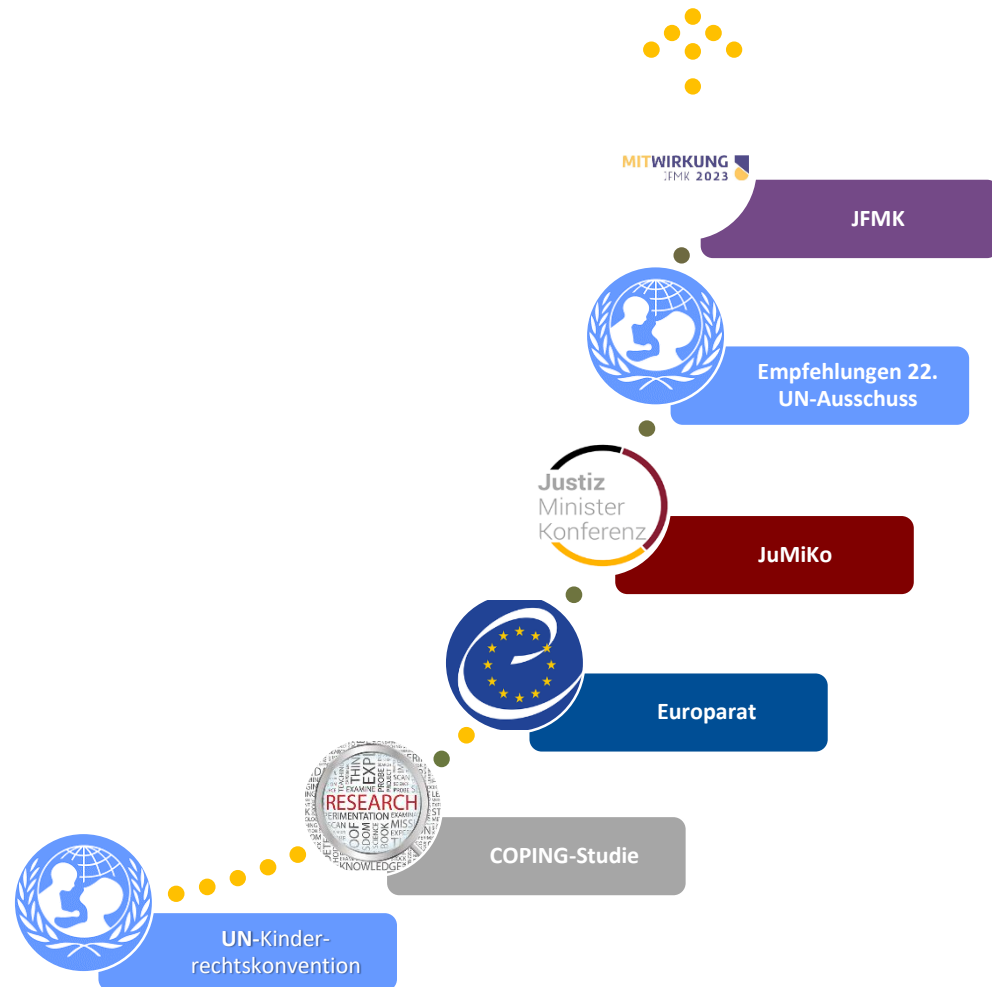 MITWIRKUNG
JFMK 2023
JFMK
Empfehlungen 22.
UN-Ausschuss
Justiz
Minister
Konferenz
JuMiKo
Europarat
RESEARCH
COPING-Studie
UN-Kinder-
rechtskonvention